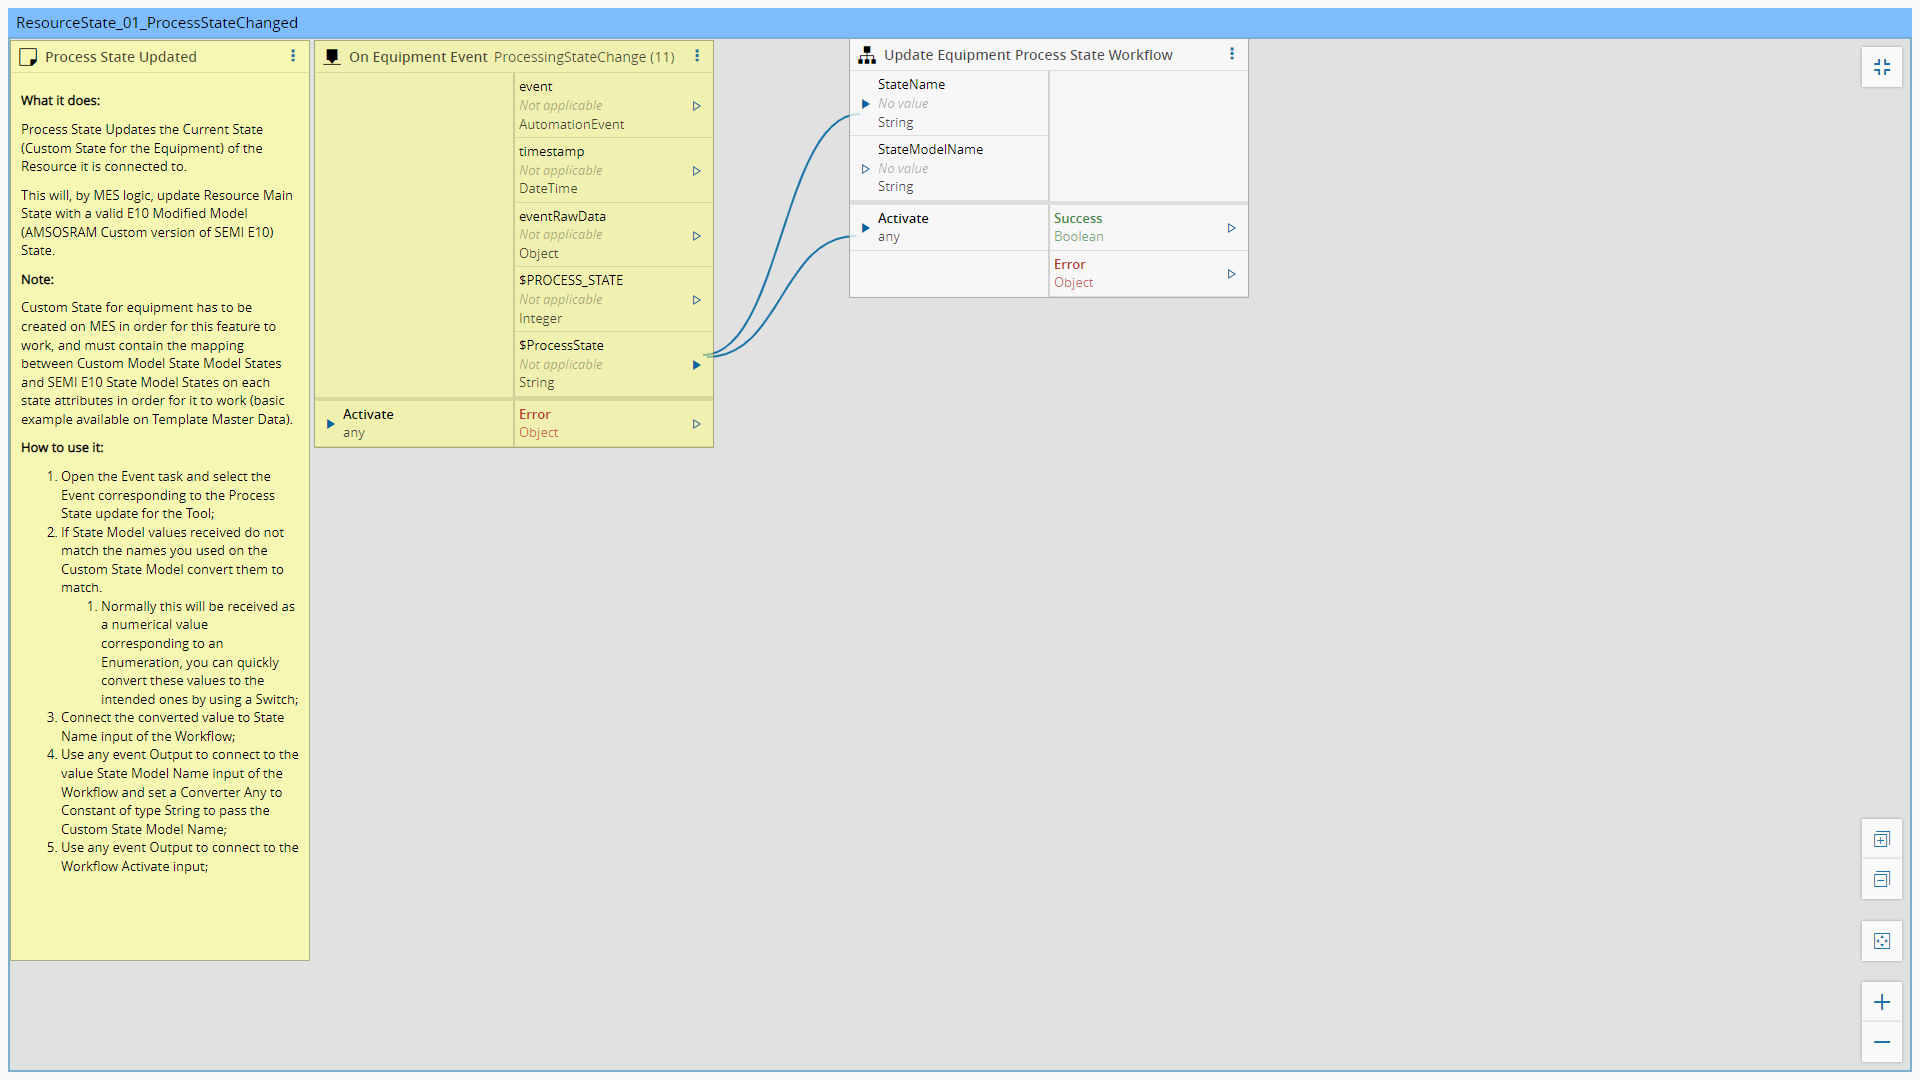 ResourceState_01_ProcessStateChanged
Process State Updated
What it does:
Process State Updates the Current State
(Custom State for the Equipment) of the
Resource it is connected to.
This will, by MES logic, update Resource Main
State with a valid E10 Modified Model
(AMSOSRAM Custom version of SEMI E10)
State.
Note:
Custom State for equipment has to be
created on MES in order for this feature to
work, and must contain the mapping
between Custom Model State Model States
and SEMI E10 State Model States on each
state attributes in order for it to work (basic
example available on Template Master Data).
How to use it:
1. Open the Event task and select the
Event corresponding to the Process
State update for the Tool;
2. If State Model values received do not
match the names you used on the
Custom State Model convert them to
match.
1. Normally this will be received as
a numerical value
corresponding to an
Enumeration, you can quickly
convert these values to the
intended ones by using a Switch;
3. Connect the converted value to State
Name input of the Workflow;
4. Use any event Output to connect to the
value State Model Name input of the
Workflow and set a Converter Any to
Constant of type String to pass the
Custom State Model Name;
5. Use any event Output to connect to the
Workflow Activate input;
On Equipment Event ProcessingStateChange (11)
event
Not applicable
AutomationEvent
timestamp
Not applicable
DateTime
eventRawData
Not applicable
Object
$PROCESS_STATE
Not applicable
Integer
$ProcessState
Not applicable
String
Activate
any
Error
Object
Update Equipment Process State Workflow
StateName
No value
String
StateModelName
No value
String
Activate
any
Success
Boolean
Error
Object